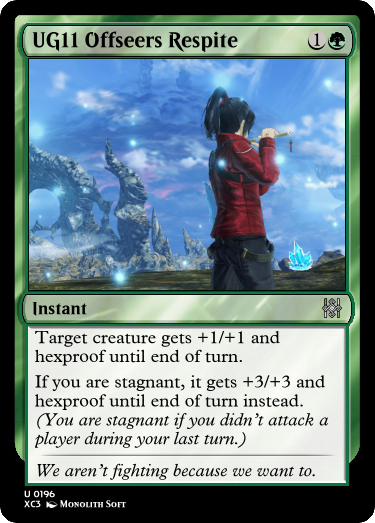 UG11 Offseers Respite
1
Instant
Target creature gets +1/+1 and
hexproof until end of turn.
If you are stagnant, it gets +3/+3 and
hexproof until end of turn instead.
(You are stagnant if you didn't attack a
player during your last turn.)
We aren't fighting because we want to.
U 0196
XC3 Monolith Soft